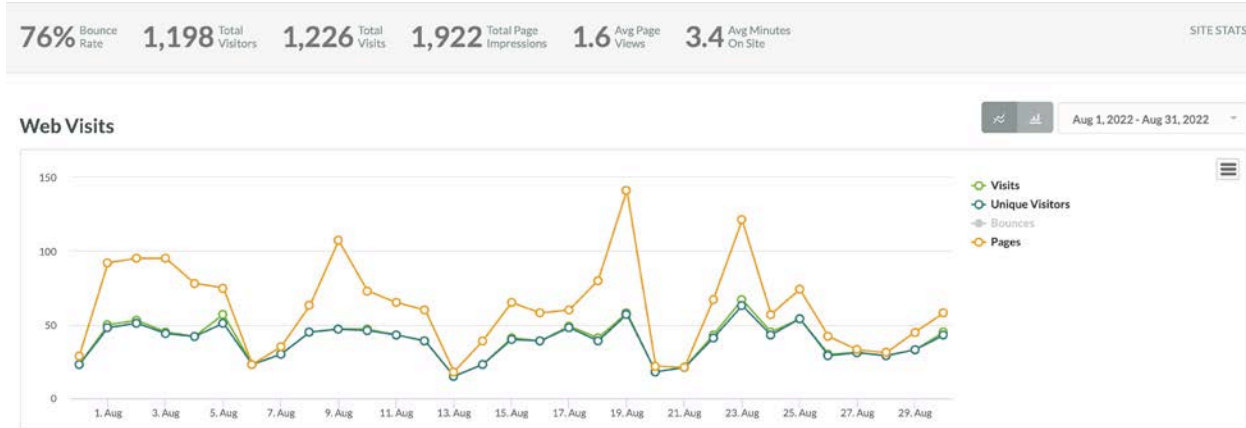 76% Bounce Rate 1,198 Total Visitors 1,226 Total Visits 1,922 Total Page Impressions 1.6 Avg Page Views 3.4 Avg Minutes On Site SITE STATS
Web Visits
Aug 1, 2022 - Aug 31, 2022
150
100
50
0
1. Aug 3. Aug 5. Aug 7. Aug 9. Aug 11. Aug 13. Aug 15. Aug 17. Aug 19. Aug 21. Aug 23. Aug 25. Aug 27. Aug 29. Aug
Visits
Unique Visitors
Bounces
Pages